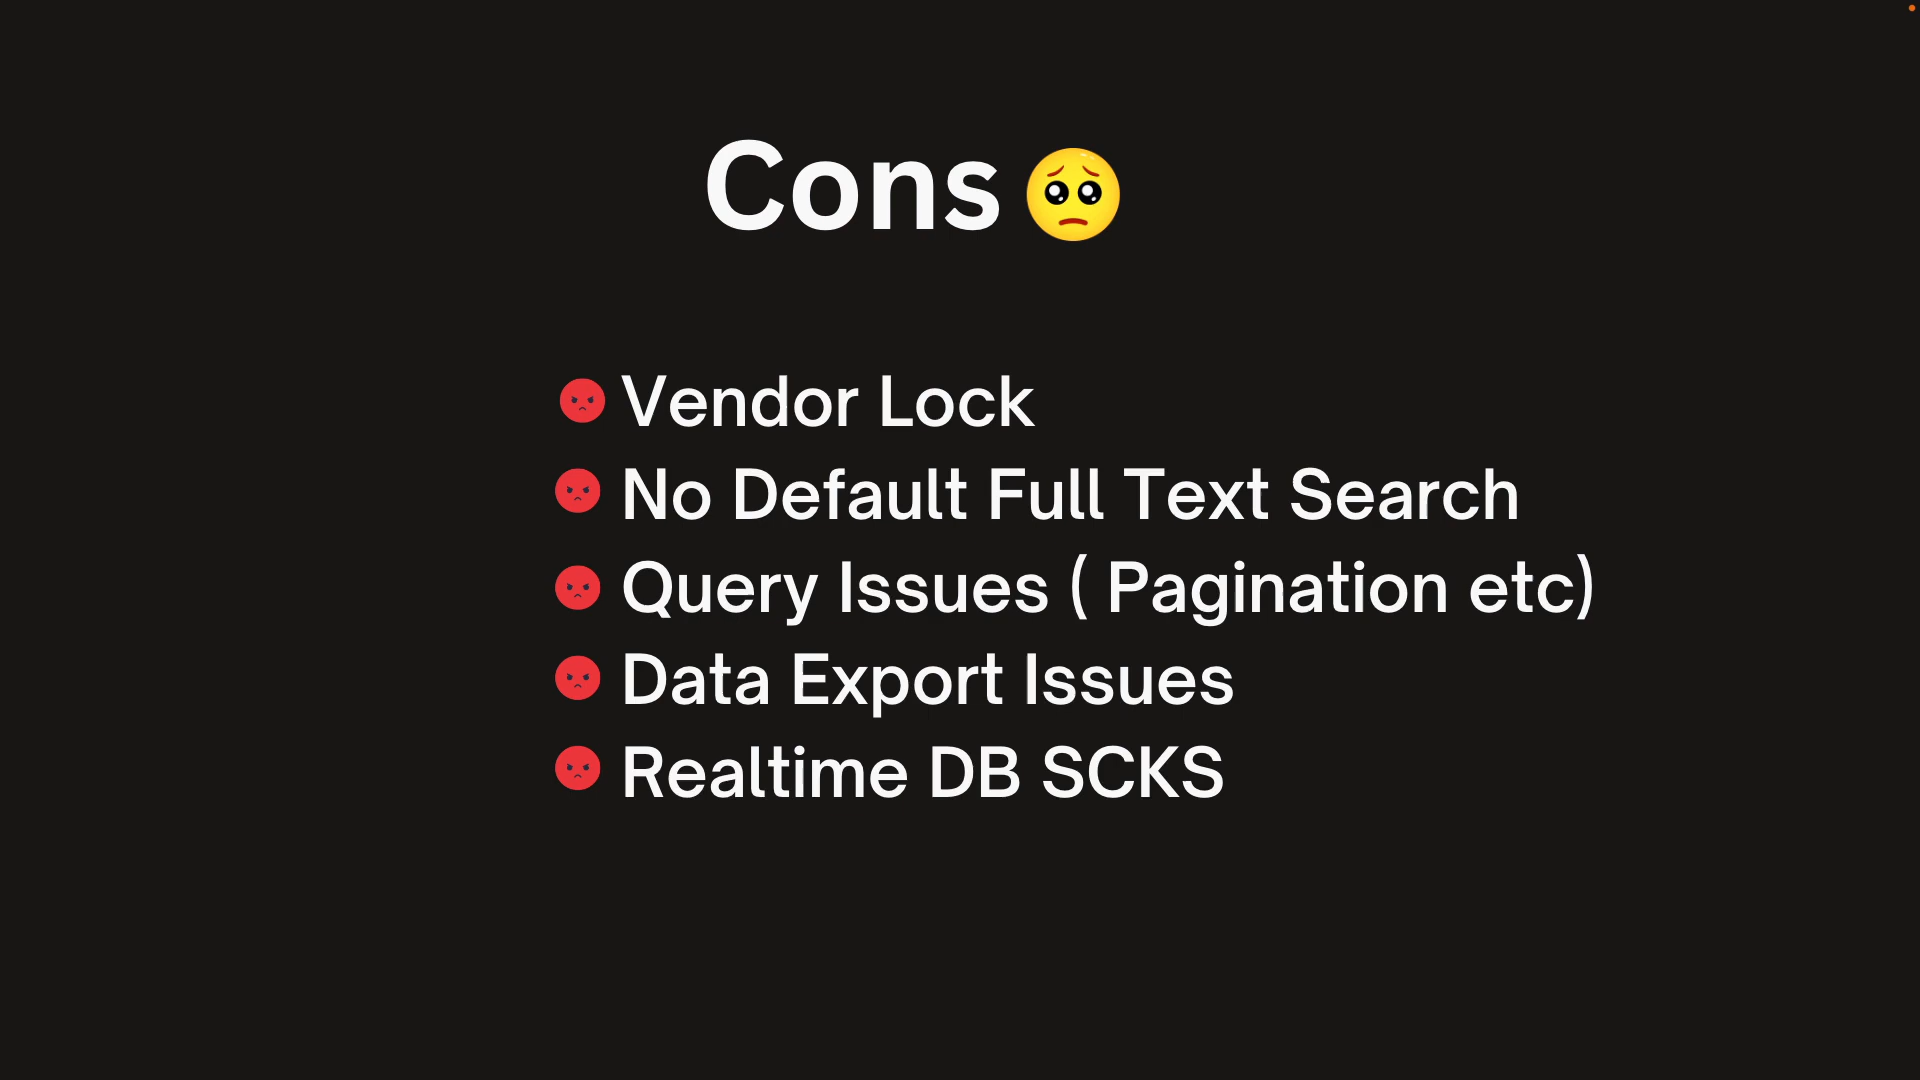 Cons
Vendor Lock
No Default Full Text Search
Query Issues ( Pagination etc)
Data Export Issues
Realtime DB SCKS